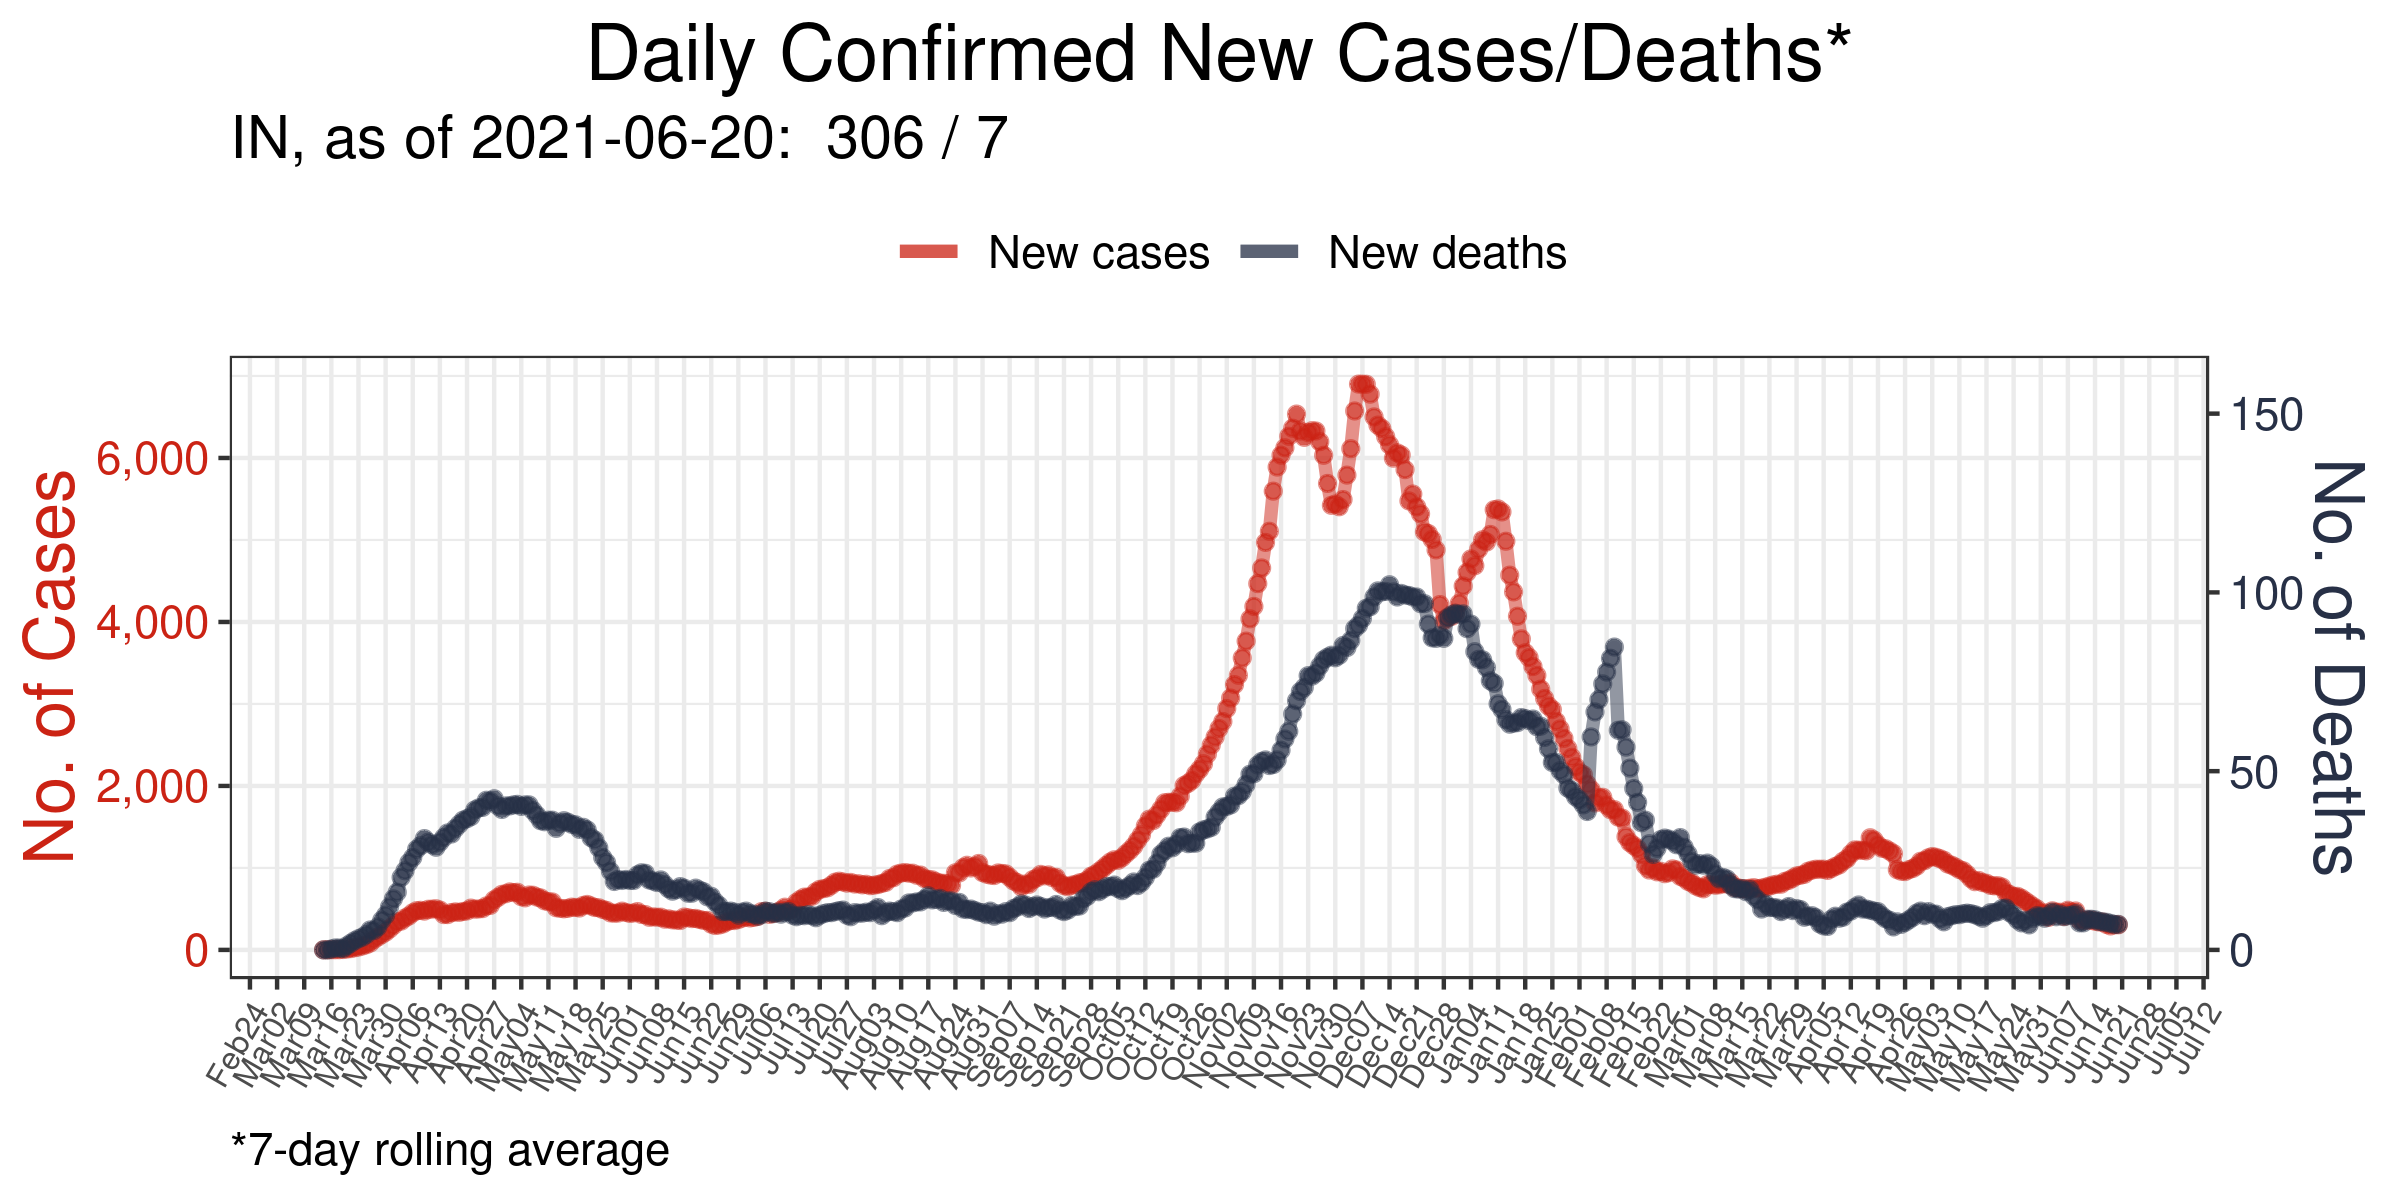 Daily Confirmed New Cases/Deaths*
IN, as of 2021-06-20:  306 / 7
New cases
New deaths
No. of Cases
6,000
4,000
2,000
0
150
100
50
0
No. of Deaths
Feb24
Mar02
Mar09
Mar16
Mar23
Mar30
Apr06
Apr13
Apr20
Apr27
May04
May11
May18
May25
Jun01
Jun08
Jun15
Jun22
Jun29
Jul06
Jul13
Jul20
Jul27
Aug03
Aug10
Aug17
Aug24
Aug31
Sep07
Sep14
Sep21
Sep28
Oct05
Oct12
Oct19
Oct26
Nov02
Nov09
Nov16
Nov23
Nov30
Dec07
Dec14
Dec21
Dec28
Jan04
Jan11
Jan18
Jan25
Feb01
Feb08
Feb15
Feb22
Mar01
Mar08
Mar15
Mar22
Mar29
Apr05
Apr12
Apr19
Apr26
May03
May10
May17
May24
May31
Jun07
Jun14
Jun21
Jun28
Jul05
Jul12
*7-day rolling average